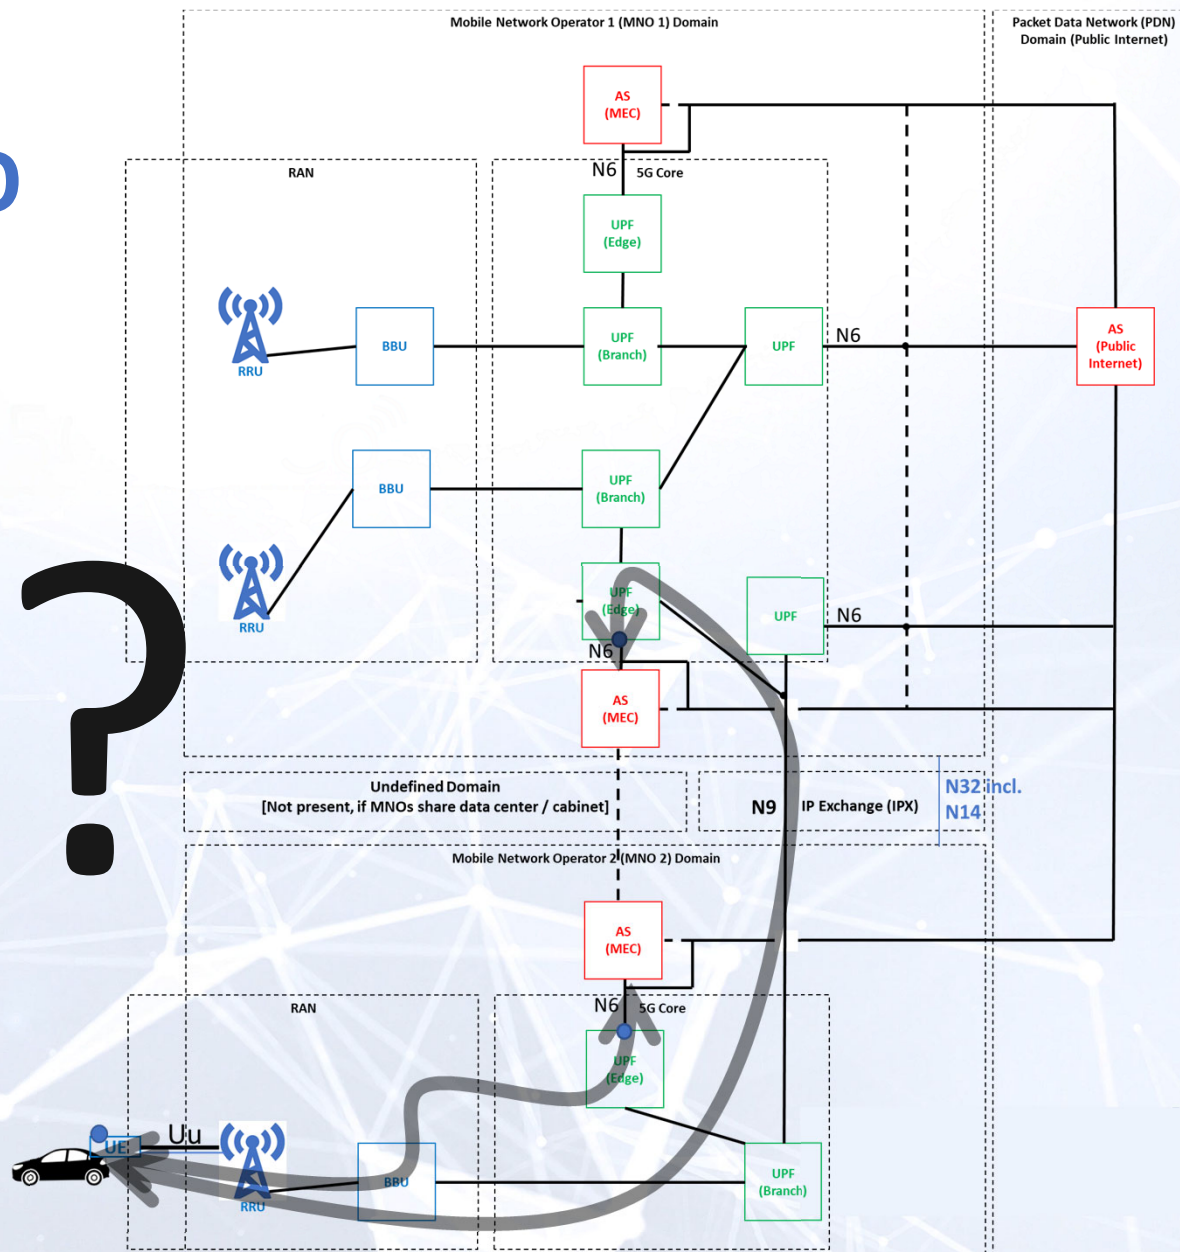 Mobile Network Operator 1 (MNO 1) Domain
Packet Data Network (PDN)
Domain (Public Internet)
AS
(MEC)
N6
5G Core
RAN
UPF
(Edge)
RRU
BBU
UPF
(Branch)
UPF
N6
AS
(Public
Internet)
BBU
UPF
(Branch)
RRU
UPF
(Edge)
UPF
N6
N6
AS
(MEC)
?
Undefined Domain
[Not present, if MNOs share data center / cabinet]
N9
IP Exchange (IPX)
N32 incl.
N14
Mobile Network Operator 2 (MNO 2) Domain
AS
(MEC)
N6
5G Core
RAN
UPF
(Edge)
UE
Uu
RRU
BBU
UPF
(Branch)